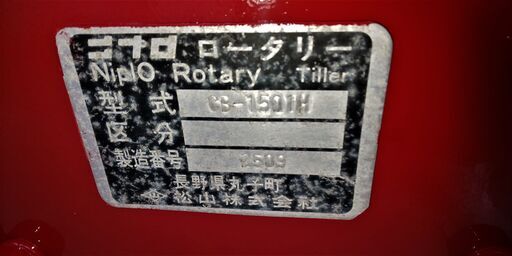 ニプロ ロータリー
NiplO Rotary Tiller
型式 CB-1501H
区分
製造番号 1509
長野県丸子町
松山株式会社